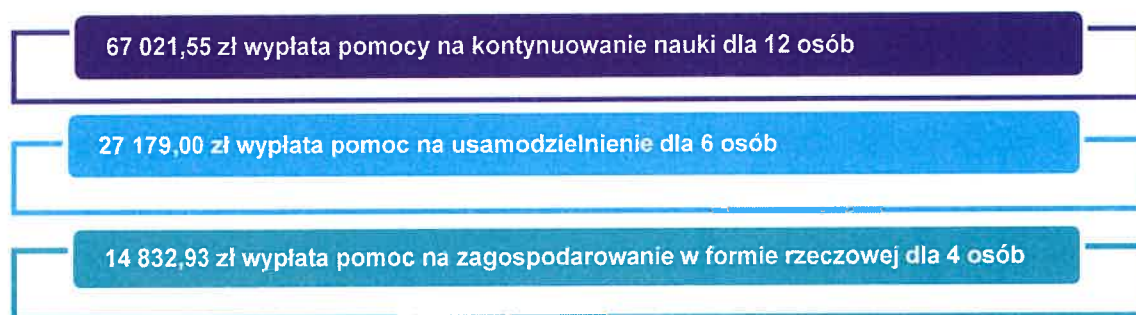 67 021,55 zł wypłata pomocy na kontynuowanie nauki dla 12 osób
27 179,00 zł wypłata pomoc na usamodzielnienie dla 6 osób
14 832,93 zł wypłata pomoc na zagospodarowanie w formie rzeczowej dla 4 osób